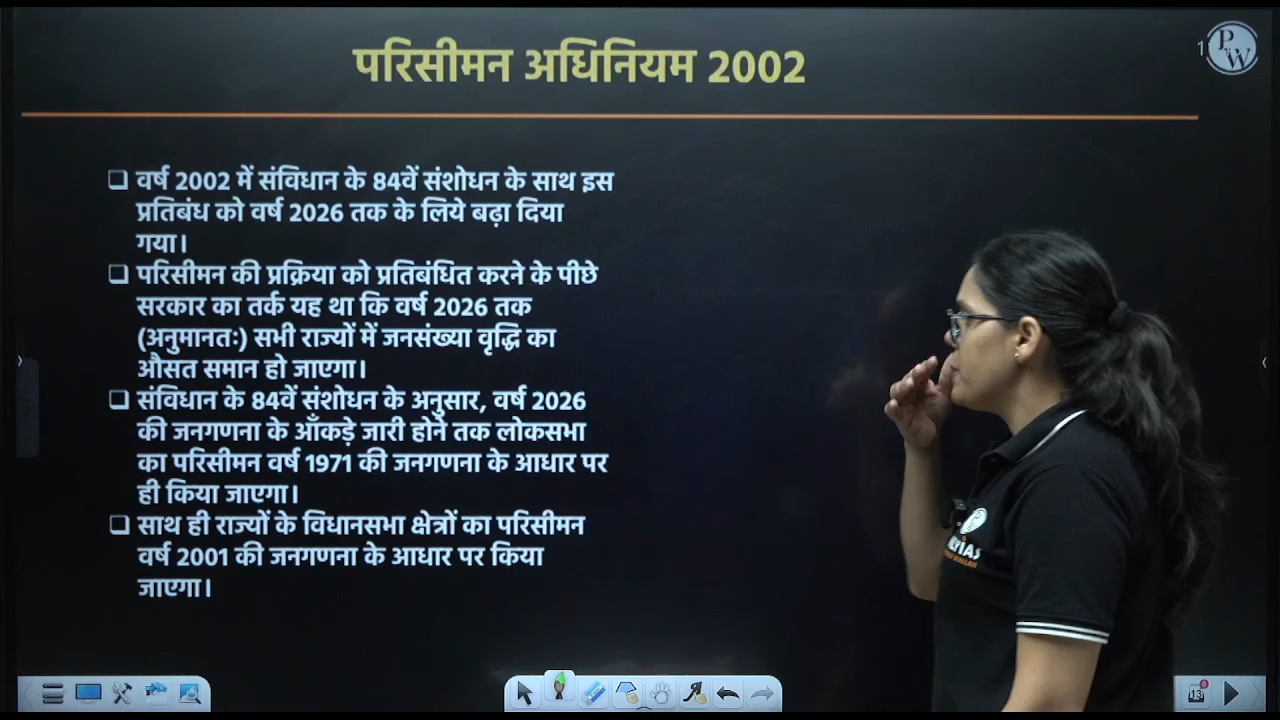 परिसीमन अधिनियम 2002
PW
❑ वर्ष 2002 में संविधान के 84वें संशोधन के साथ इस
प्रतिबंध को वर्ष 2026 तक के लिये बढ़ा दिया
गया।
❑ परिसीमन की प्रक्रिया को प्रतिबंधित करने के पीछे
सरकार का तर्क यह था कि वर्ष 2026 तक
(अनुमानतः) सभी राज्यों में जनसंख्या वृद्धि का
औसत समान हो जाएगा।
❑ संविधान के 84वें संशोधन के अनुसार, वर्ष 2026
की जनगणना के आँकड़े जारी होने तक लोकसभा
का परिसीमन वर्ष 1971 की जनगणना के आधार पर
ही किया जाएगा।
❑ साथ ही राज्यों के विधानसभा क्षेत्रों का परिसीमन
वर्ष 2001 की जनगणना के आधार पर किया
जाएगा।
13